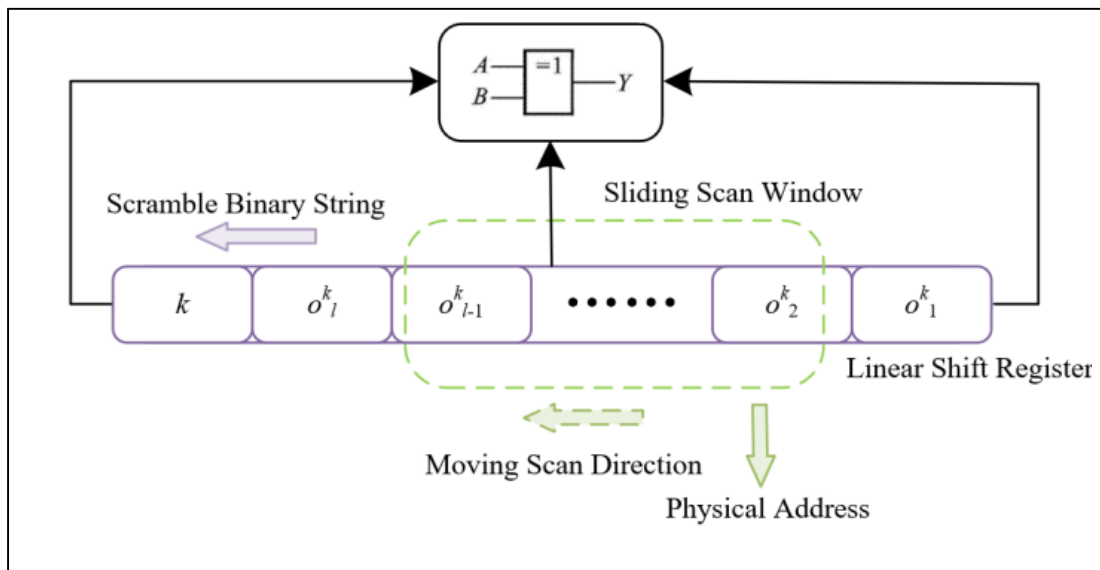 A =1 Y
B
Sliding Scan Window
Scramble Binary String
k o^k_l o^k_{l-1} •••••• o^k_2 o^k_1
Linear Shift Register
Moving Scan Direction
Physical Address